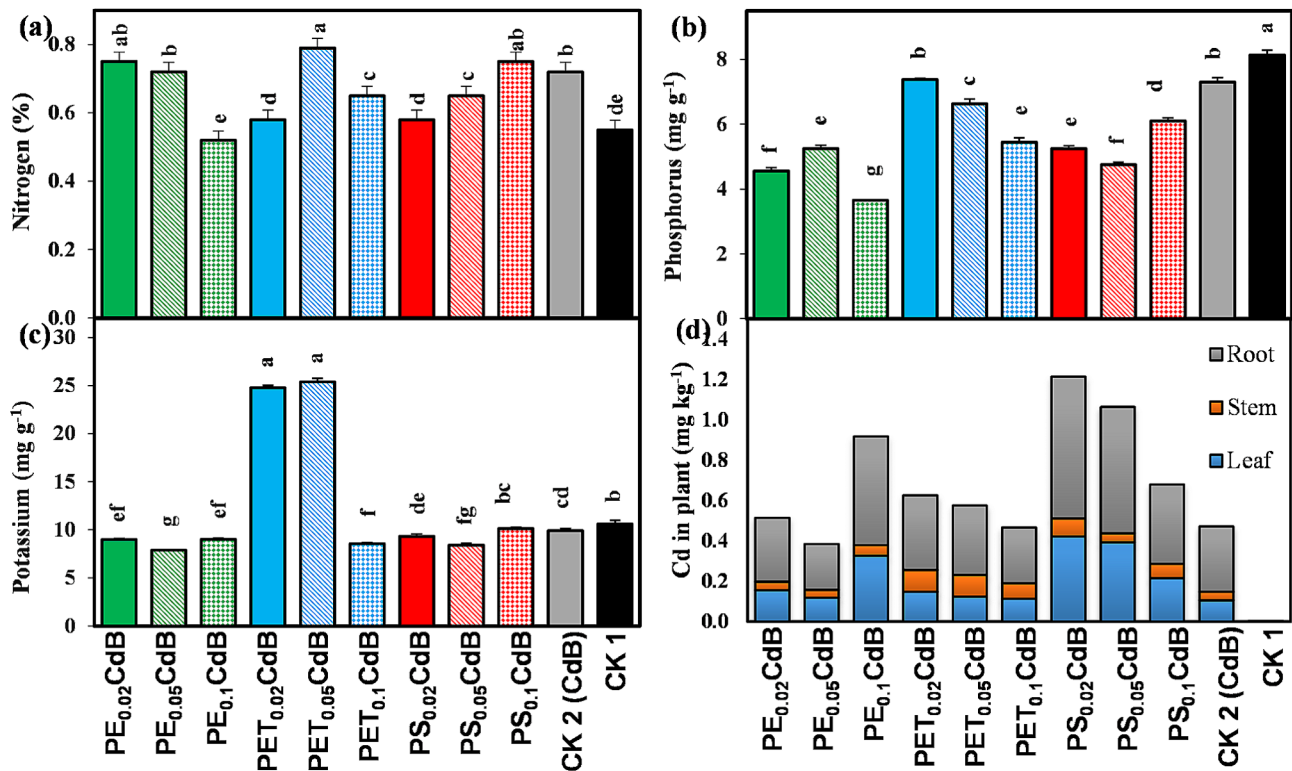 (a)
Nitrogen (%)
0.8
0.6
0.4
0.2
0.0
ab
b
e
d
a
c
d
c
ab
b
de
(b)
Phosphorus (mg g⁻¹)
8
6
4
2
0
f
e
g
b
c
e
e
f
d
b
a
(c)
Potassium (mg g⁻¹)
30
25
20
15
10
5
0
ef
g
ef
a
a
f
de
fg
bc
cd
b
PE₀.₀₂CdB
PE₀.₀₅CdB
PE₀.₁CdB
PET₀.₀₂CdB
PET₀.₀₅CdB
PET₀.₁CdB
PS₀.₀₂CdB
PS₀.₀₅CdB
PS₀.₁CdB
CK 2 (CdB)
CK 1
(d)
Cd in plant (mg kg⁻¹)
1.4
1.2
1.0
0.8
0.6
0.4
0.2
0.0
Root
Stem
Leaf
PE₀.₀₂CdB
PE₀.₀₅CdB
PE₀.₁CdB
PET₀.₀₂CdB
PET₀.₀₅CdB
PET₀.₁CdB
PS₀.₀₂CdB
PS₀.₀₅CdB
PS₀.₁CdB
CK 2 (CdB)
CK 1